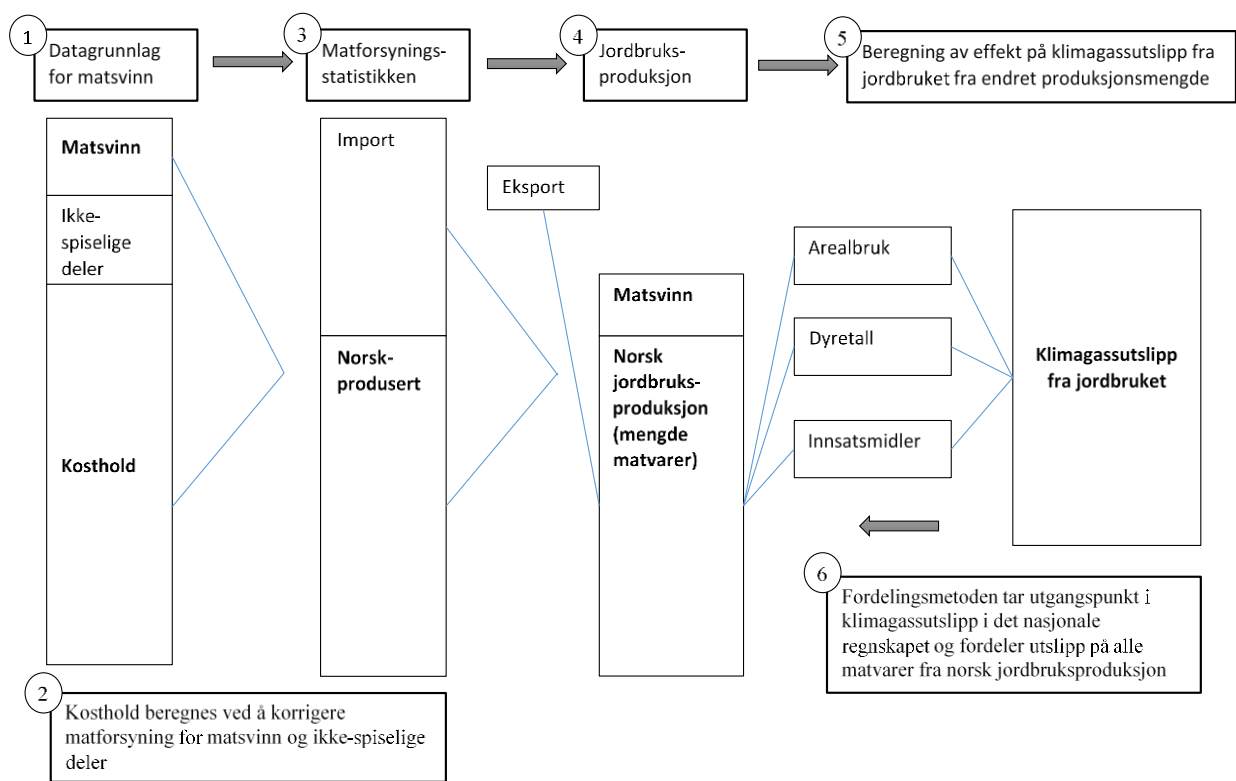 1
Datagrunnlag
for matsvinn
3
Matforsynings-
statistikken
4
Jordbruks-
produksjon
5
Beregning av effekt på klimagassutslipp fra
jordbruket fra endret produksjonsmengde
Matsvinn
Ikke-
spiselige
deler
Kosthold
Import
Norsk-
produsert
Eksport
Matsvinn
Norsk
jordbruks-
produksjon
(mengde
matvarer)
Arealbruk
Dyretall
Innsatsmidler
Klimagassutslipp
fra jordbruket
6
Fordelingsmetoden tar utgangspunkt i
klimagassutslipp i det nasjonale
regnskapet og fordeler utslipp på alle
matvarer fra norsk jordbruksproduksjon
2
Kosthold beregnes ved å korrigere
matforsyning for matsvinn og ikke-spiselige
deler